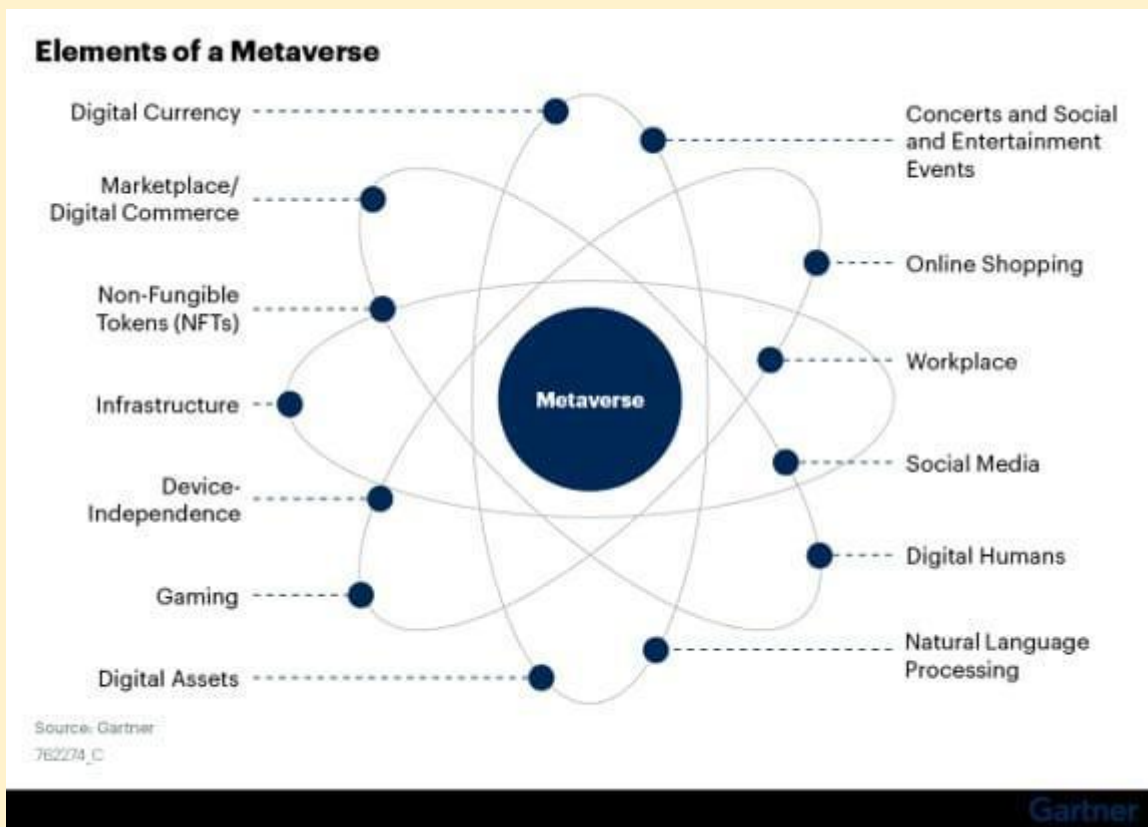 Elements of a Metaverse
Digital Currency
Marketplace/
Digital Commerce
Non-Fungible
Tokens (NFTs)
Infrastructure
Device-
Independence
Gaming
Digital Assets
Metaverse
Concerts and Social
and Entertainment
Events
Online Shopping
Workplace
Social Media
Digital Humans
Natural Language
Processing
Source: Gartner
762274_C
Gartner